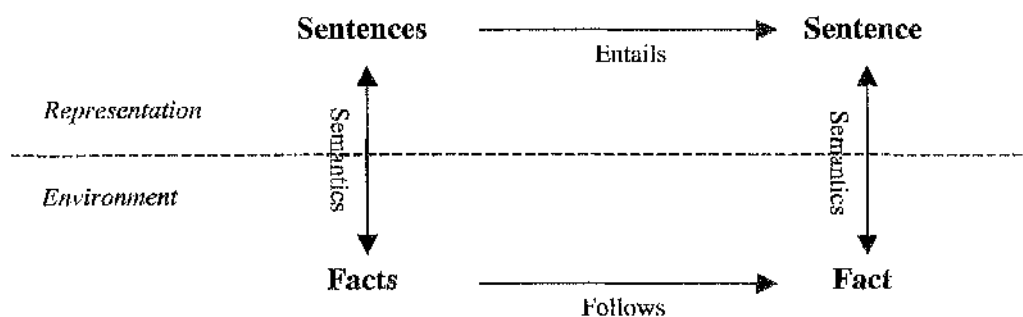 Sentences Sentence
Entails
Representation
Semantics Semantics
Environment
Facts Fact
Follows